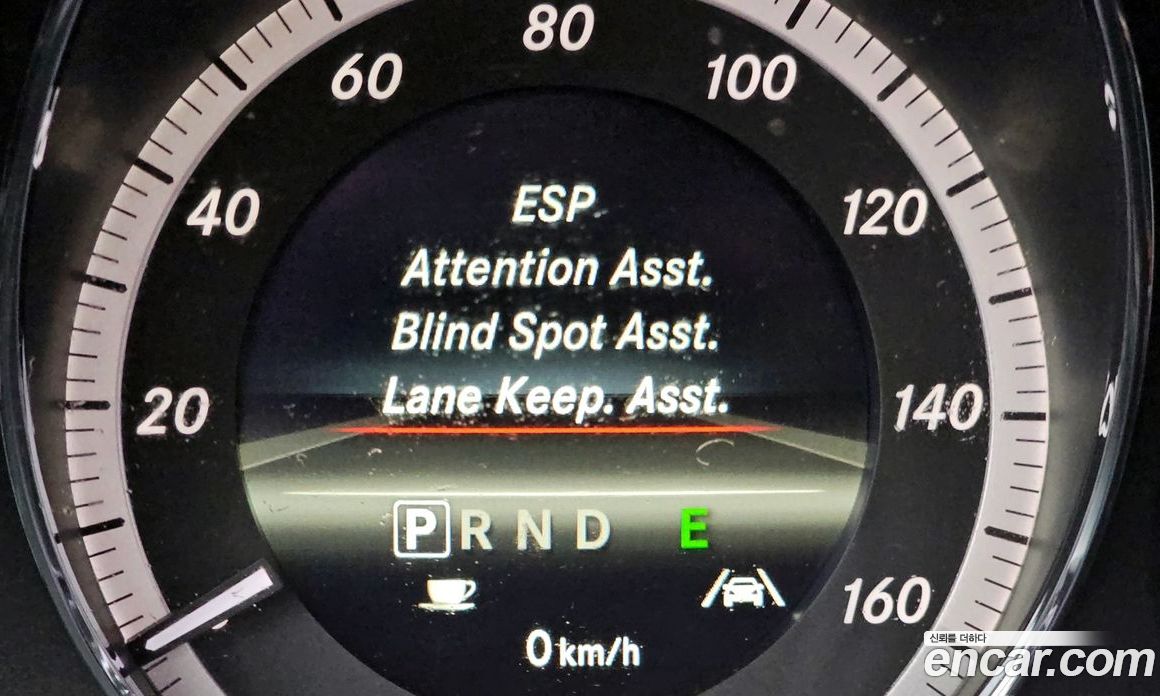 80
60
100
40
120
20
140
160
ESP
Attention Asst.
Blind Spot Asst.
Lane Keep. Asst.
P R N D E
0 km/h
신뢰를 더하다
encar.com